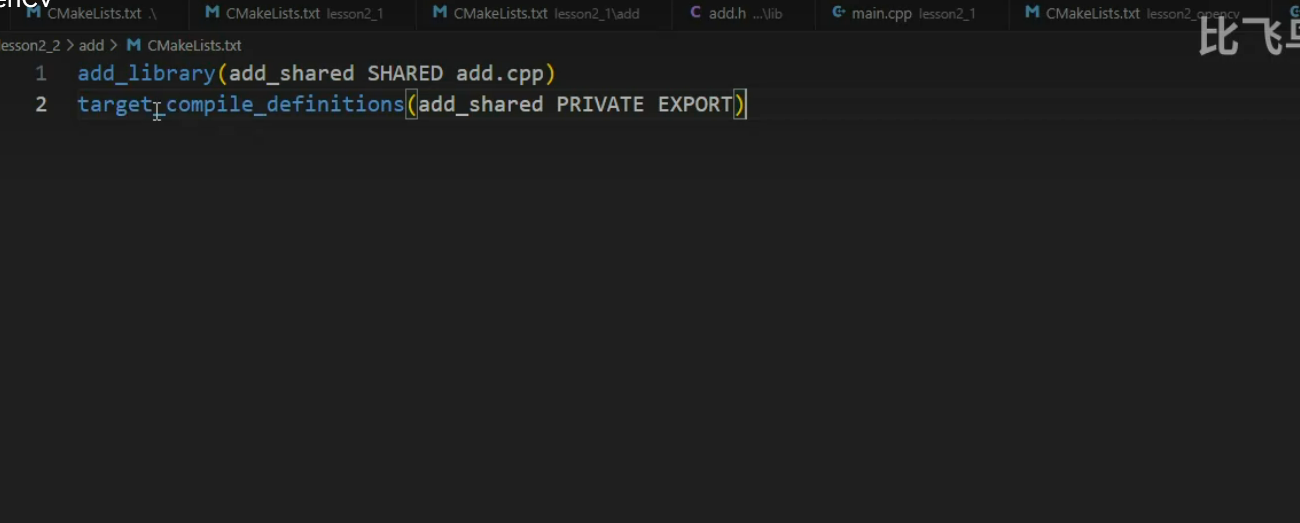 CMakeLists.txt .\ CMakeLists.txt lesson2_1 CMakeLists.txt lesson2_1\add add.h ...\lib main.cpp lesson2_1 CMakeLists.txt lesson2_opencv
比飞鸟
lesson2_2 > add > CMakeLists.txt
1 add_library(add_shared SHARED add.cpp)
2 target_compile_definitions(add_shared PRIVATE EXPORT)